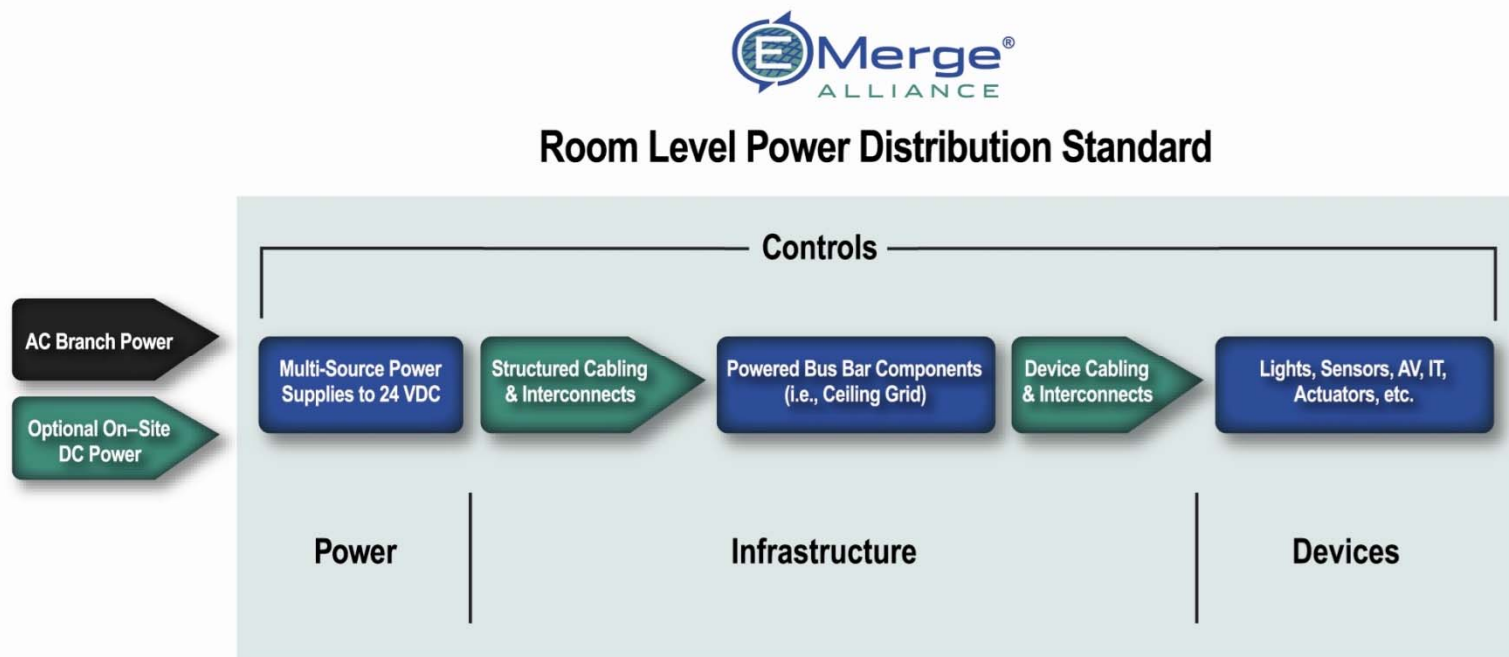 EMerge®
ALLIANCE
Room Level Power Distribution Standard
Controls
AC Branch Power
Optional On–Site
DC Power
Multi-Source Power
Supplies to 24 VDC
Structured Cabling
& Interconnects
Powered Bus Bar Components
(i.e., Ceiling Grid)
Device Cabling
& Interconnects
Lights, Sensors, AV, IT,
Actuators, etc.
Power
Infrastructure
Devices